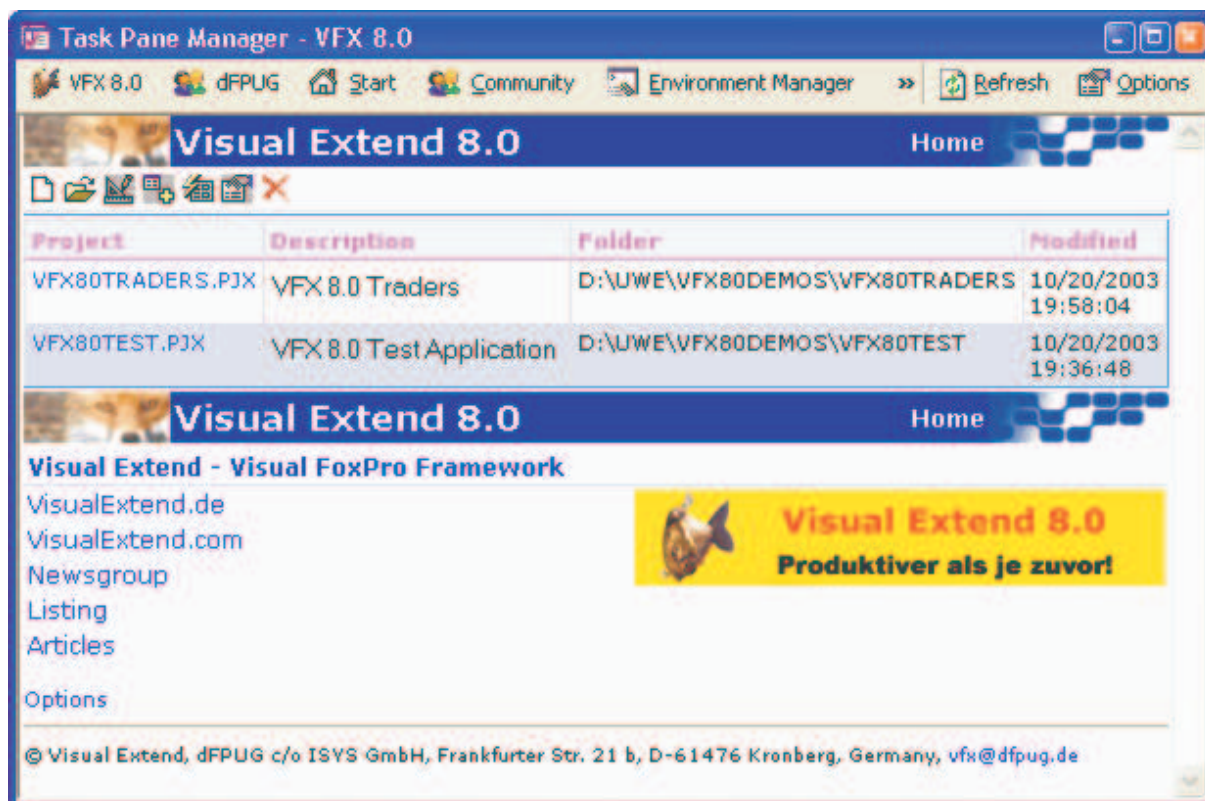 Task Pane Manager - VFX 8.0
VFX 8.0 dFPUG Start Community Environment Manager » Refresh Options
Visual Extend 8.0 Home
Project Description Folder Modified
VFX80TRADERS.PJX VFX 8.0 Traders D:\UWE\VFX80DEMOS\VFX80TRADERS 10/20/2003
19:58:04
VFX80TEST.PJX VFX 8.0 Test Application D:\UWE\VFX80DEMOS\VFX80TEST 10/20/2003
19:36:48
Visual Extend 8.0 Home
Visual Extend - Visual FoxPro Framework
VisualExtend.de
Visual Extend 8.0
VisualExtend.com
Produktiver als je zuvor!
Newsgroup
Listing
Articles
Options
© Visual Extend, dFPUG c/o ISYS GmbH, Frankfurter Str. 21 b, D-61476 Kronberg, Germany, vfx@dfpug.de